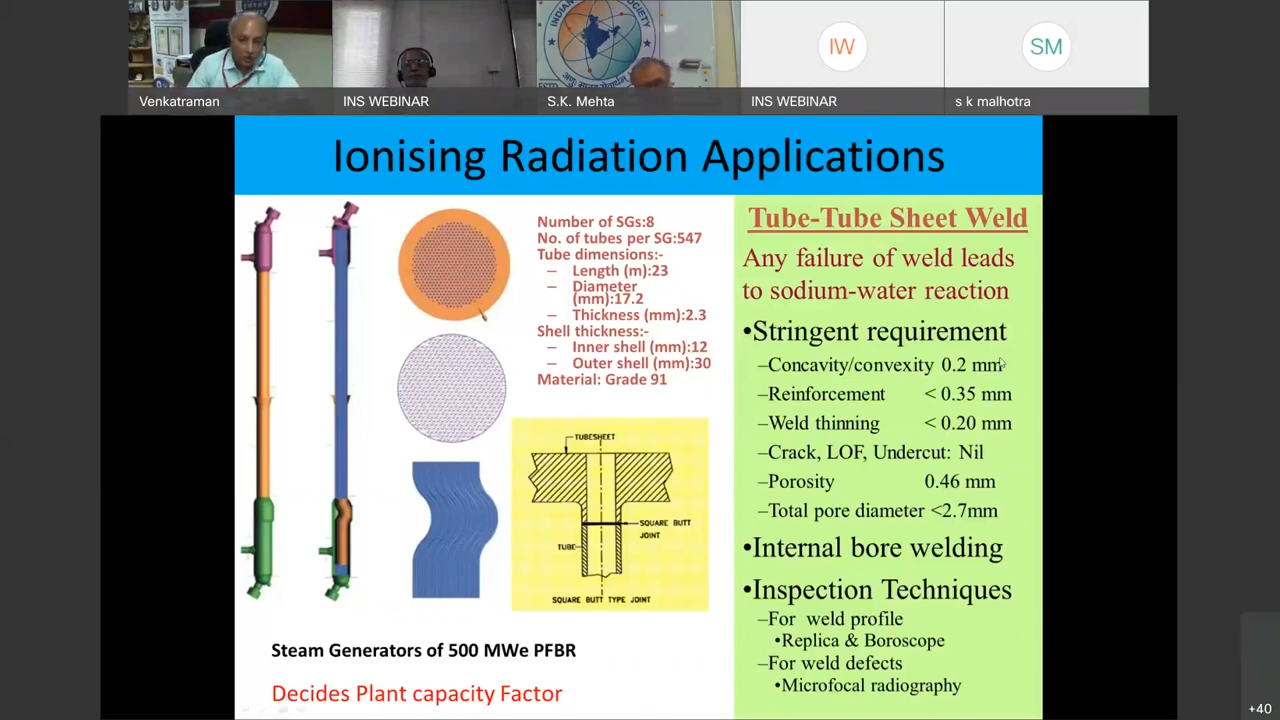 INDIAN
SOCIETY
IW
SM
Venkatraman
INS WEBINAR
S.K. Mehta
INS WEBINAR
s k malhotra
Ionising Radiation Applications
Number of SGs:8
No. of tubes per SG:547
Tube dimensions:-
– Length (m):23
– Diameter
(mm):17.2
– Thickness (mm):2.3
Shell thickness:-
– Inner shell (mm):12
– Outer shell (mm):30
Material: Grade 91
TUBESHEET
SQUARE BUTT
JOINT
TUBE
SQUARE BUTT TYPE JOINT
Steam Generators of 500 MWe PFBR
Decides Plant capacity Factor
Tube-Tube Sheet Weld
Any failure of weld leads
to sodium-water reaction
•Stringent requirement
–Concavity/convexity 0.2 mm
–Reinforcement < 0.35 mm
–Weld thinning < 0.20 mm
–Crack, LOF, Undercut: Nil
–Porosity 0.46 mm
–Total pore diameter <2.7mm
•Internal bore welding
•Inspection Techniques
–For weld profile
•Replica & Boroscope
–For weld defects
•Microfocal radiography
+40